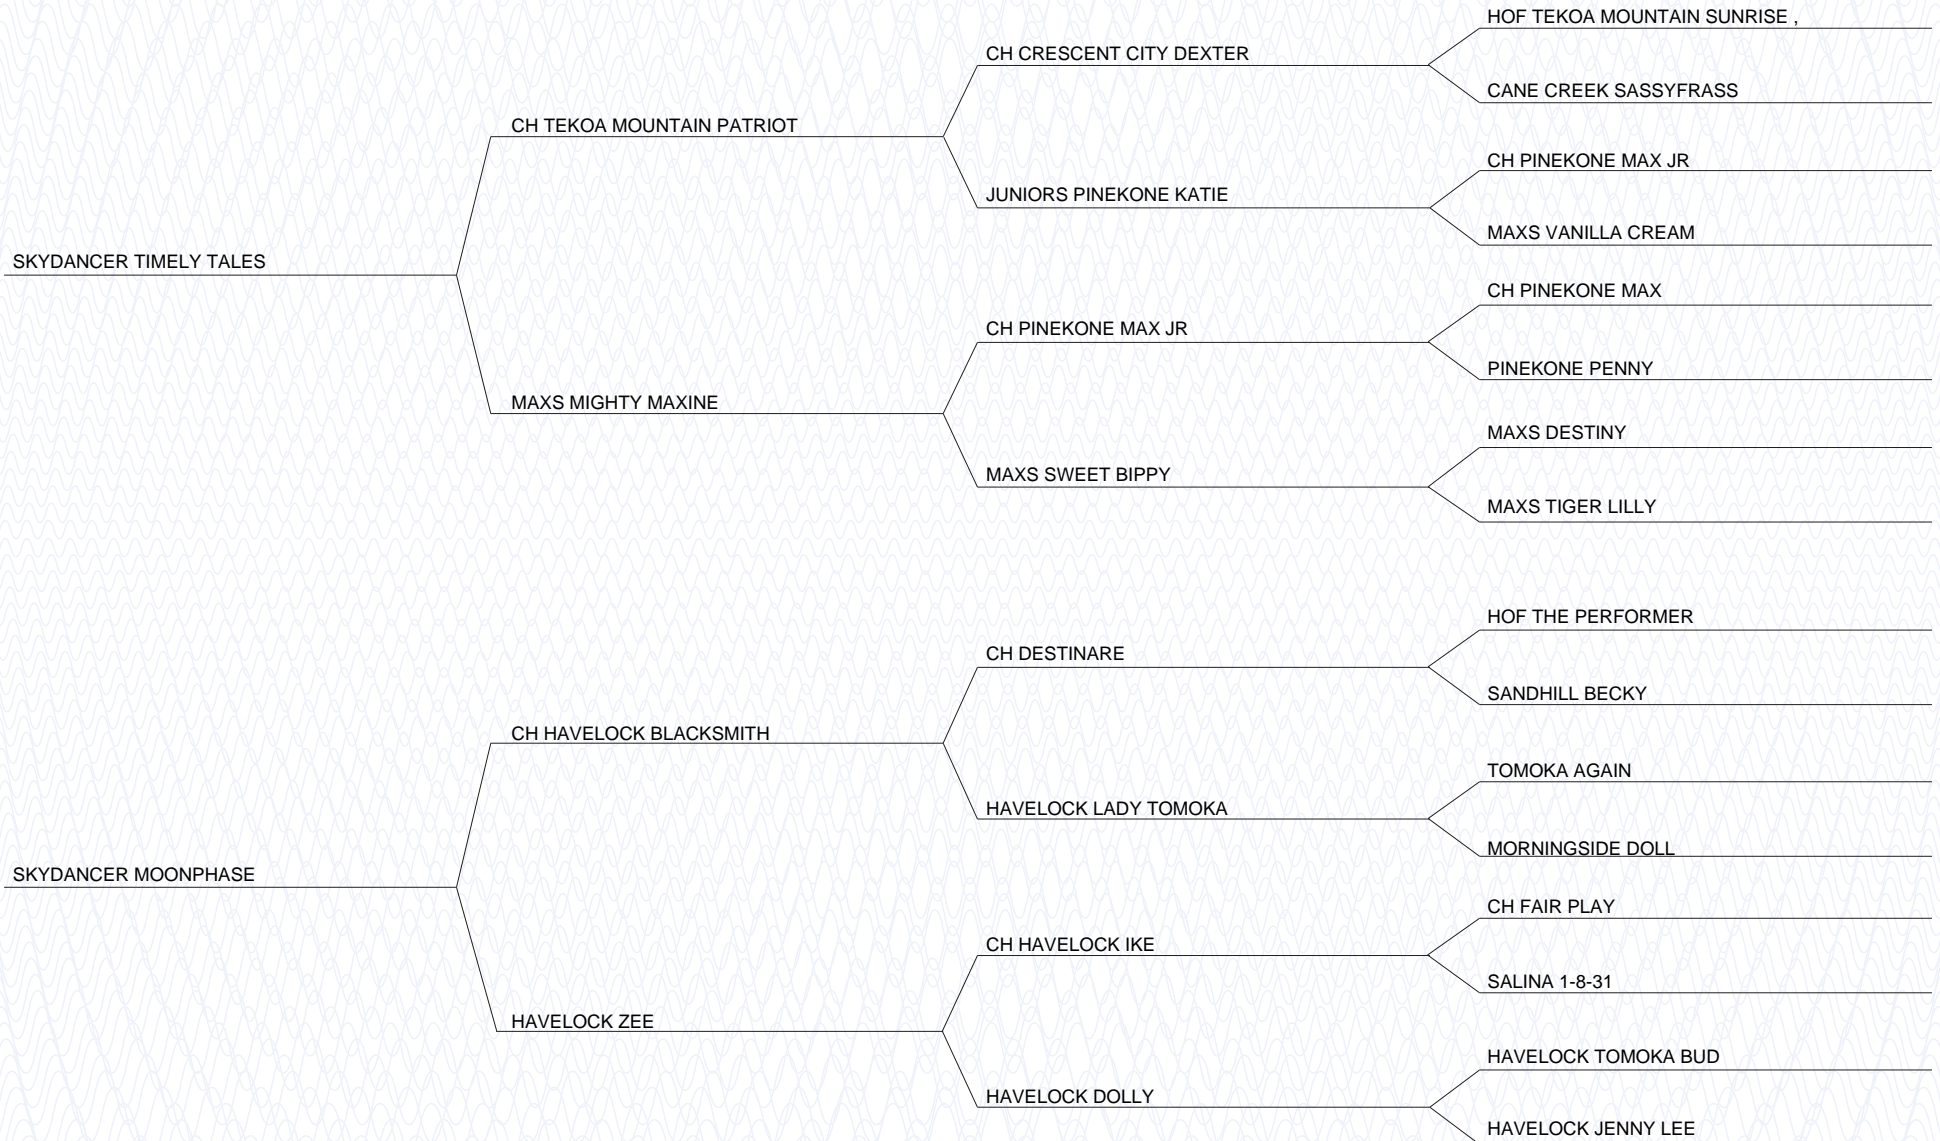 HOF TEKOA MOUNTAIN SUNRISE ,
CH CRESCENT CITY DEXTER
CANE CREEK SASSYFRASS
CH TEKOA MOUNTAIN PATRIOT
CH PINEKONE MAX JR
JUNIORS PINEKONE KATIE
MAXS VANILLA CREAM
SKYDANCER TIMELY TALES
CH PINEKONE MAX
CH PINEKONE MAX JR
PINEKONE PENNY
MAXS MIGHTY MAXINE
MAXS DESTINY
MAXS SWEET BIPPY
MAXS TIGER LILLY
HOF THE PERFORMER
CH DESTINARE
SANDHILL BECKY
CH HAVELOCK BLACKSMITH
TOMOKA AGAIN
HAVELOCK LADY TOMOKA
MORNINGSIDE DOLL
SKYDANCER MOONPHASE
CH FAIR PLAY
CH HAVELOCK IKE
SALINA 1-8-31
HAVELOCK ZEE
HAVELOCK TOMOKA BUD
HAVELOCK DOLLY
HAVELOCK JENNY LEE